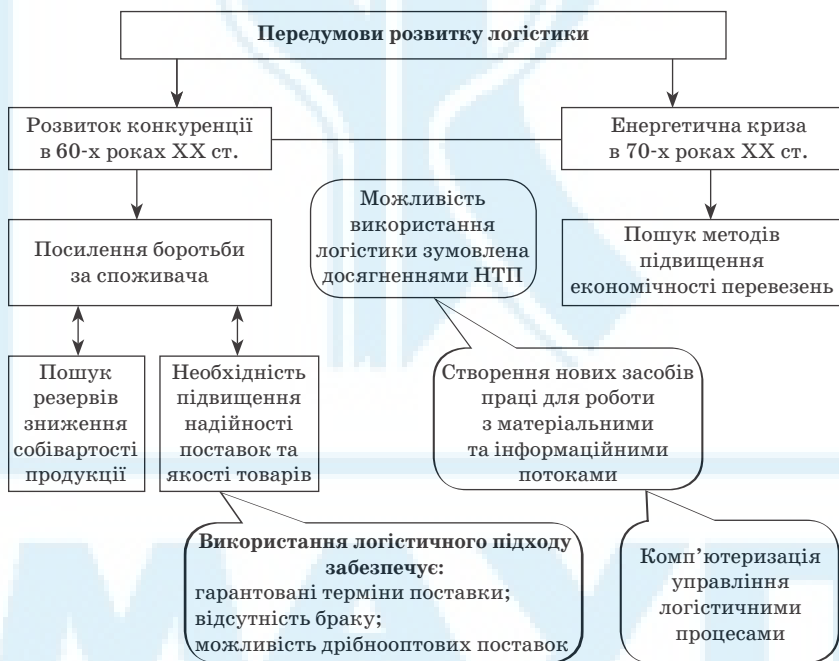 Передумови розвитку логістики
Розвиток конкуренції
в 60-х роках XX ст.
Енергетична криза
в 70-х роках XX ст.
Можливість
використання
логістики зумовлена
досягненнями НТП
Посилення боротьби
за споживача
Пошук методів
підвищення
економічності перевезень
Пошук
резервів
зниження
собівартості
продукції
Необхідність
підвищення
надійності
поставок та
якості товарів
Створення нових засобів
праці для роботи
з матеріальними
та інформаційними
потоками
Використання логістичного підходу
забезпечує:
гарантовані терміни поставки;
відсутність браку;
можливість дрібнооптових поставок
Комп’ютеризація
управління
логістичними
процесами
МАУП